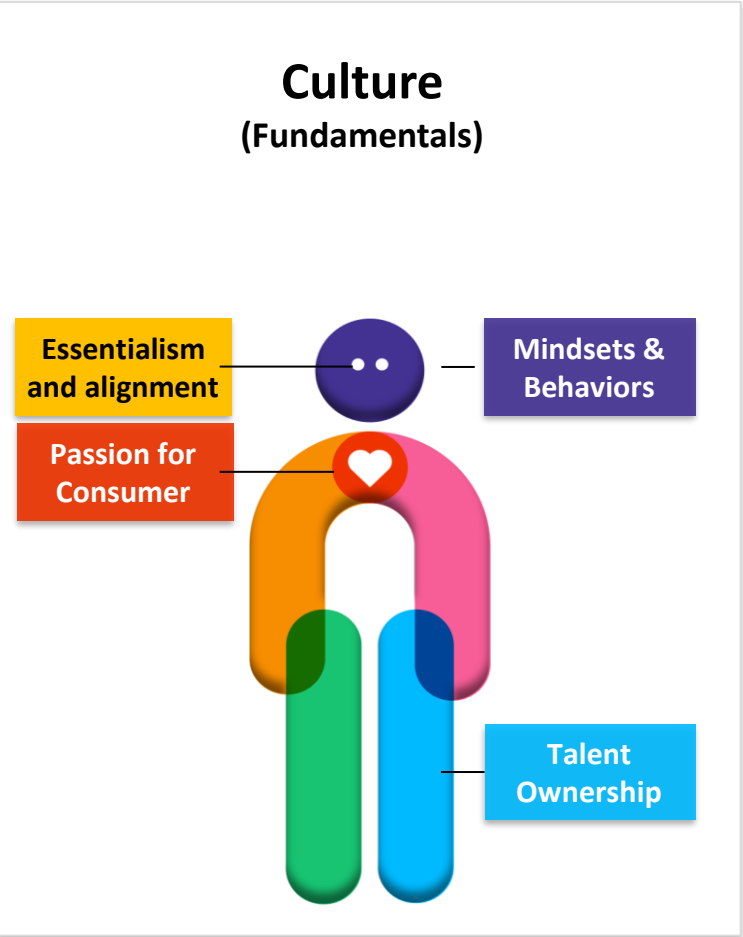 Culture
(Fundamentals)
Essentialism
and alignment
Mindsets &
Behaviors
Passion for
Consumer
Talent
Ownership